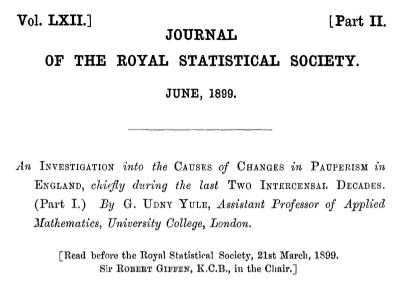 Vol. LXII.] [Part II.
JOURNAL
OF THE ROYAL STATISTICAL SOCIETY.
JUNE, 1899.
An Investigation into the Causes of Changes in Pauperism in
England, chiefly during the last Two Intercensal Decades.
(Part I.) By G. Udny Yule, Assistant Professor of Applied
Mathematics, University College, London.
[Read before the Royal Statistical Society, 21st March, 1899.
Sir Robert Giffen, K.C.B., in the Chair.]